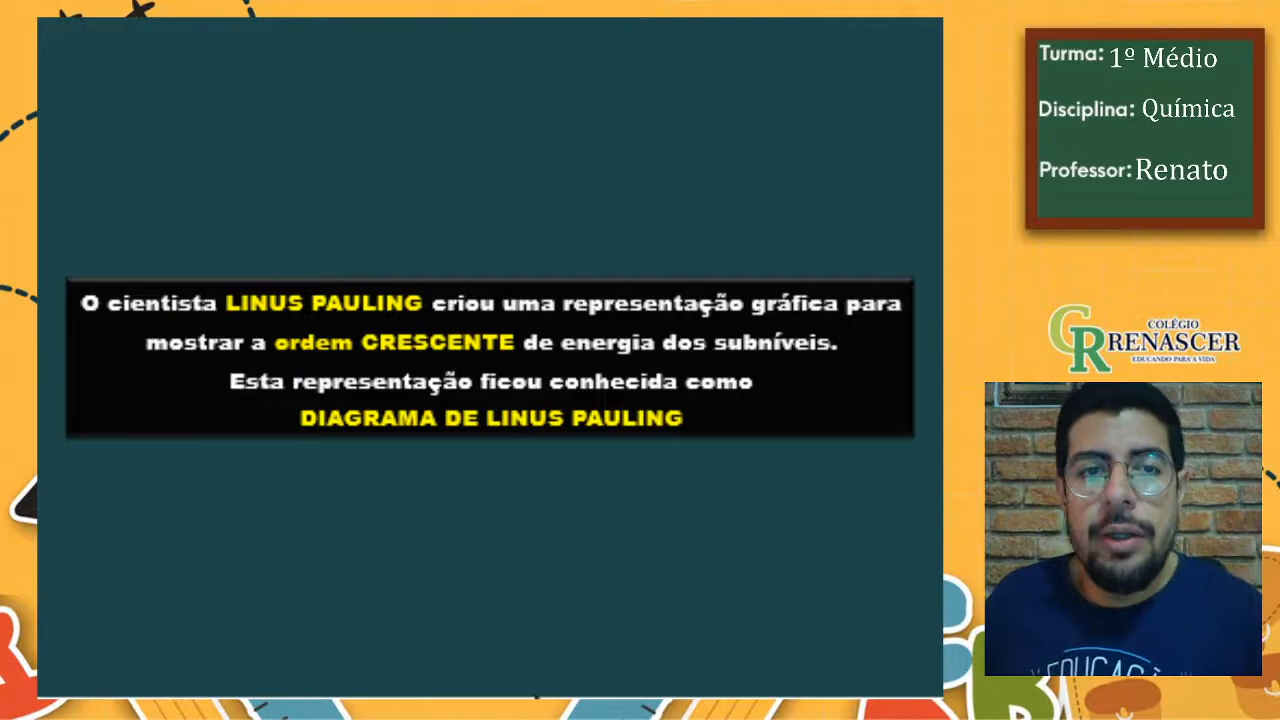 O cientista LINUS PAULING criou uma representação gráfica para
mostrar a ordem CRESCENTE de energia dos subníveis.
Esta representação ficou conhecida como
DIAGRAMA DE LINUS PAULING
Turma: 1º Médio
Disciplina: Química
Professor: Renato
CR
COLÉGIO
RENASCER
EDUCANDO PARA A VIDA